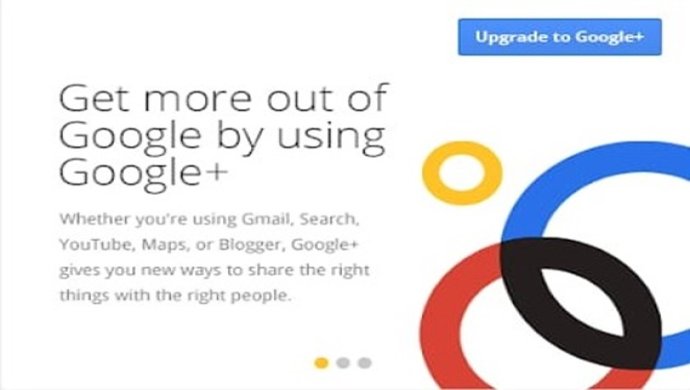 Upgrade to Google+
Get more out of
Google by using
Google+
Whether you're using Gmail, Search,
YouTube, Maps, or Blogger, Google+
gives you new ways to share the right
things with the right people.